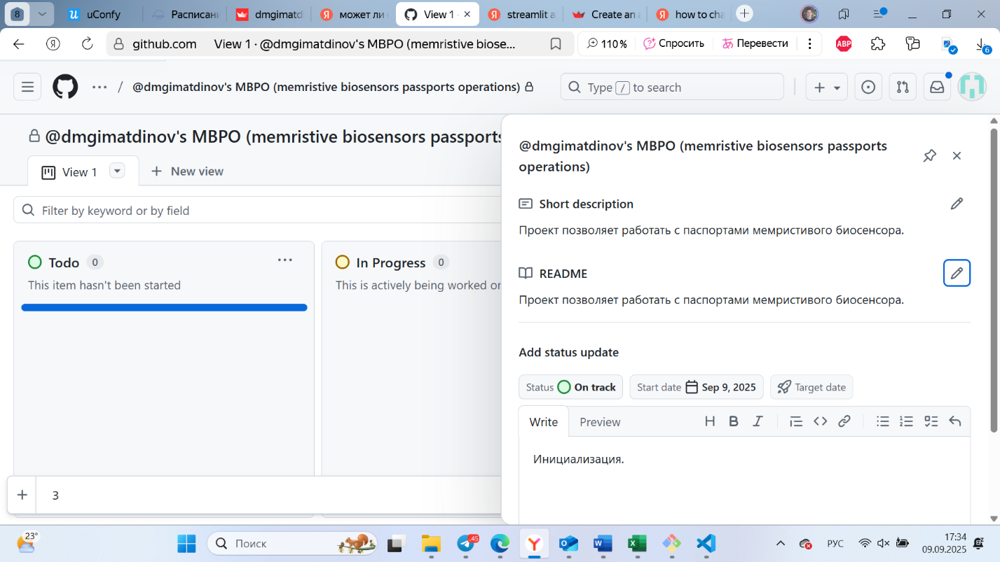 8
uConfy
Расписани
dmgimatd
может ли
View 1 ·
streamlit a
Create an a
how to cha
github.com
View 1 · @dmgimatdinov's MBPO (memristive biose...
110 %
Спросить
Перевести
ABP
6
/
@dmgimatdinov's MBPO (memristive biosensors passports operations)
Type / to search
@dmgimatdinov's MBPO (memristive biosensors passports
View 1
New view
Filter by keyword or by field
Todo 0
This item hasn't been started
In Progress 0
This is actively being worked on
3
@dmgimatdinov's MBPO (memristive biosensors passports
operations)
Short description
Проект позволяет работать с паспортами мемристивого биосенсора.
README
Проект позволяет работать с паспортами мемристивого биосенсора.
Add status update
Status On track
Start date Sep 9, 2025
Target date
Write
Preview
H B I
Инициализация.
23°
Поиск
45
РУС
17:34
09.09.2025